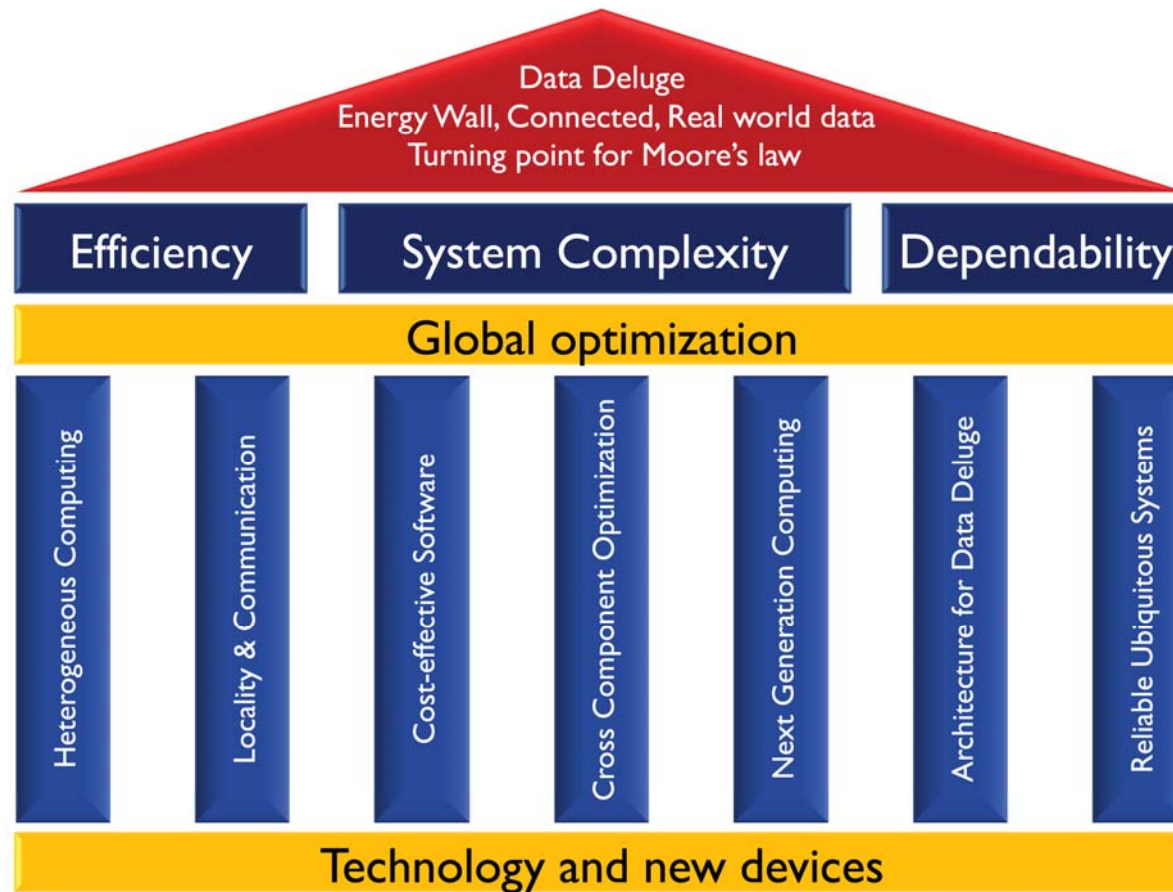 Data Deluge
Energy Wall, Connected, Real world data
Turning point for Moore's law
Efficiency
System Complexity
Dependability
Global optimization
Heterogeneous Computing
Locality & Communication
Cost-effective Software
Cross Component Optimization
Next Generation Computing
Architecture for Data Deluge
Reliable Ubiquitous Systems
Technology and new devices